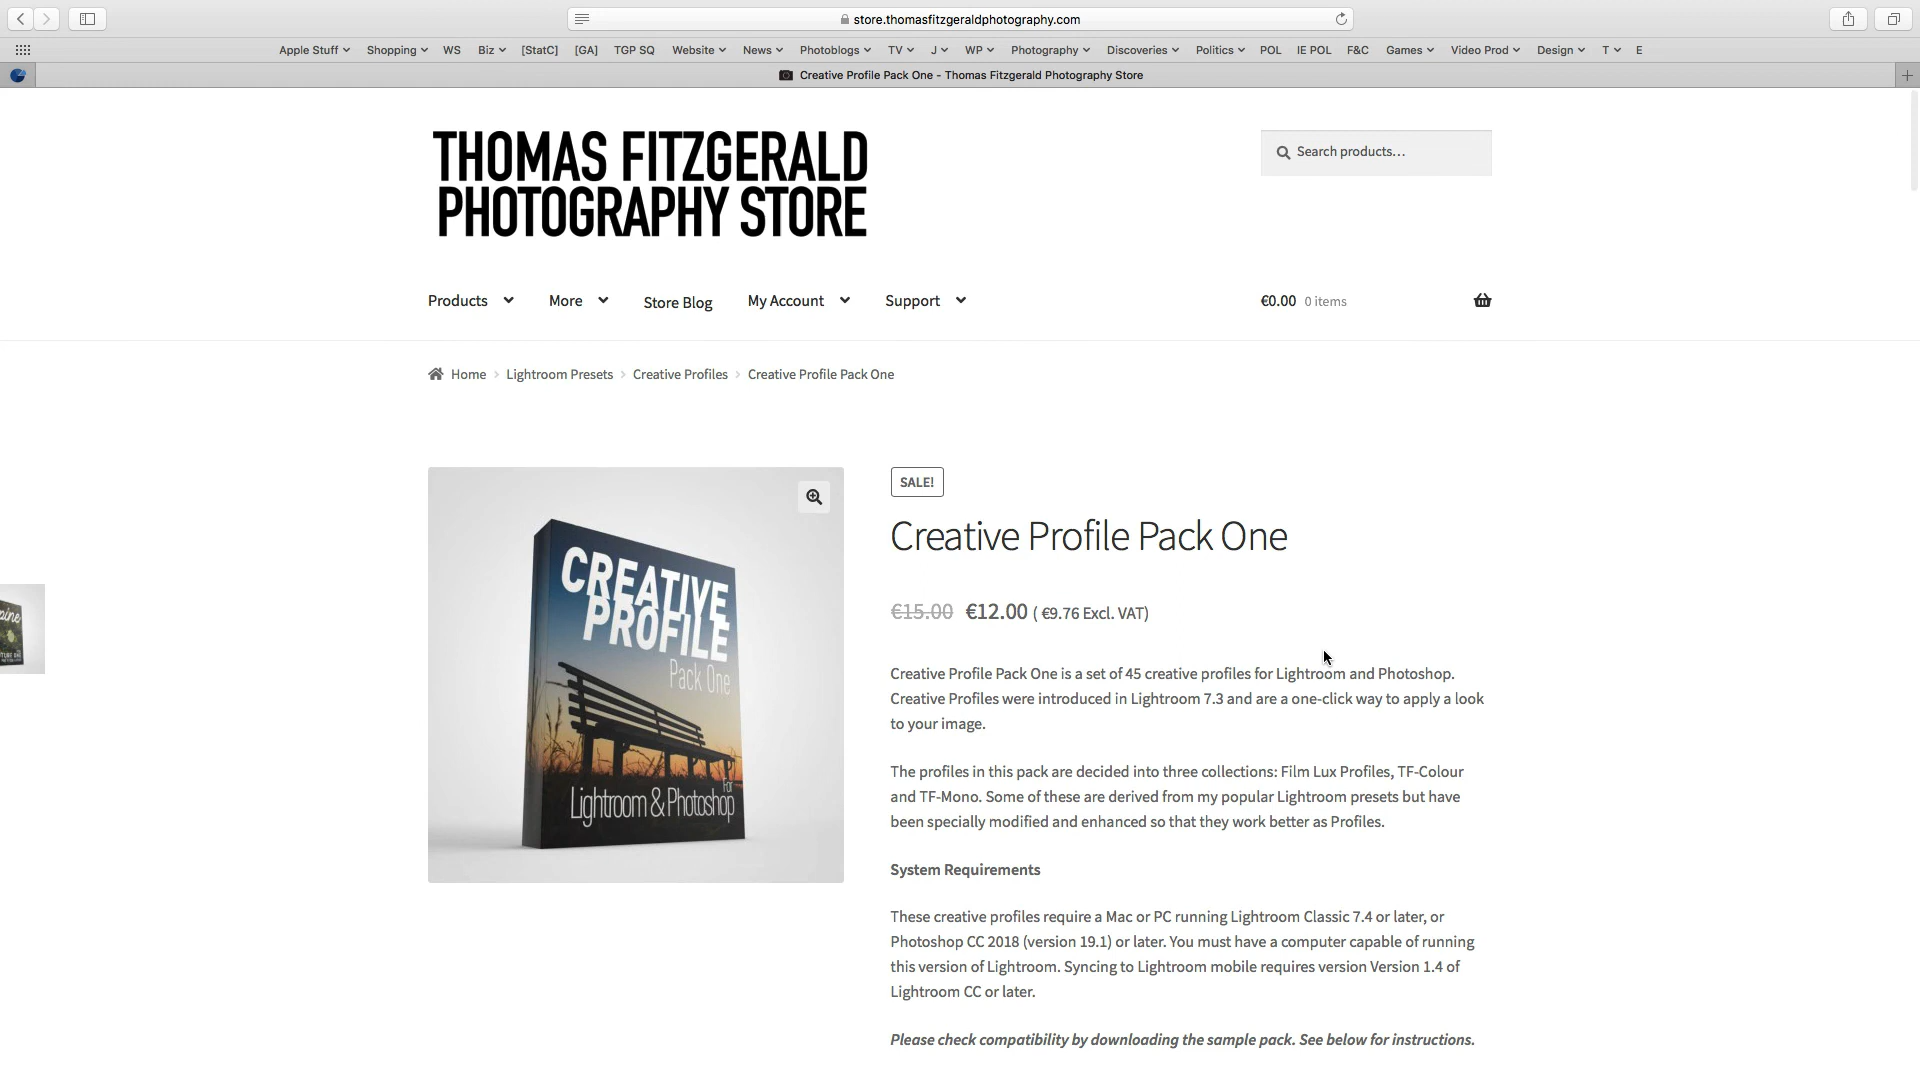 store.thomasfitzgeraldphotography.com
Apple Stuff Shopping WS Biz [StatC] [GA] TGP SQ Website News Photoblogs TV J WP Photography Discoveries Politics POL IE POL F&C Games Video Prod Design T E
Creative Profile Pack One - Thomas Fitzgerald Photography Store
THOMAS FITZGERALD
PHOTOGRAPHY STORE
Search products...
Products More Store Blog My Account Support €0.00 0 items
Home > Lightroom Presets > Creative Profiles > Creative Profile Pack One
SALE!
Creative Profile Pack One
€15.00 €12.00 ( €9.76 Excl. VAT)
CREATIVE
PROFILE
Pack One
For
Lightroom & Photoshop
Creative Profile Pack One is a set of 45 creative profiles for Lightroom and Photoshop.
Creative Profiles were introduced in Lightroom 7.3 and are a one-click way to apply a look
to your image.
The profiles in this pack are decided into three collections: Film Lux Profiles, TF-Colour
and TF-Mono. Some of these are derived from my popular Lightroom presets but have
been specially modified and enhanced so that they work better as Profiles.
System Requirements
These creative profiles require a Mac or PC running Lightroom Classic 7.4 or later, or
Photoshop CC 2018 (version 19.1) or later. You must have a computer capable of running
this version of Lightroom. Syncing to Lightroom mobile requires version Version 1.4 of
Lightroom CC or later.
Please check compatibility by downloading the sample pack. See below for instructions.